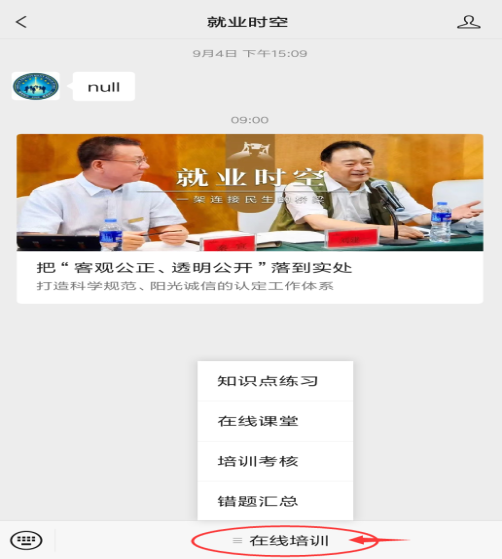 就业时空
9月4日 下午15:09
null
09:00
就业时空
一架连接民生的桥梁
把“客观公正、透明公开”落到实处
打造科学规范、阳光诚信的认定工作体系
知识点练习
在线课堂
培训考核
错题汇总
在线培训